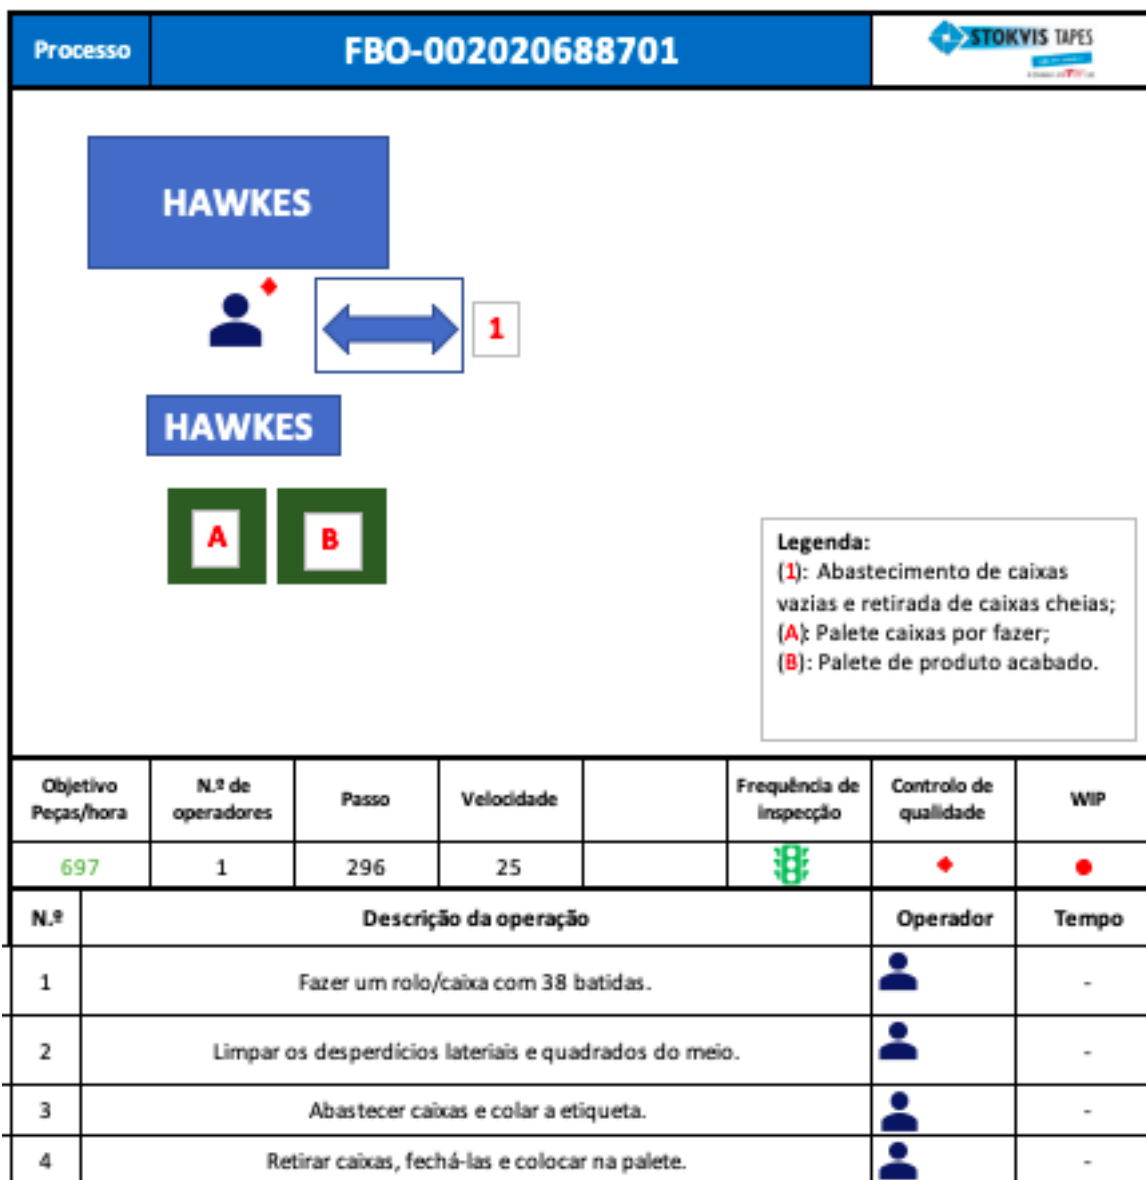 Processo
FBO-002020688701
STOKVIS TAPES
HAWKES
1
HAWKES
A
B
Legenda:
(1): Abastecimento de caixas
vazias e retirada de caixas cheias;
(A): Palete caixas por fazer;
(B): Palete de produto acabado.
Objetivo
Peças/hora
N.º de
operadores
Passo
Velocidade
Frequência de
inspecção
Controlo de
qualidade
WIP
697
1
296
25
N.º
Descrição da operação
Operador
Tempo
1
Fazer um rolo/caixa com 38 batidas.
-
2
Limpar os desperdícios lateriais e quadrados do meio.
-
3
Abastecer caixas e colar a etiqueta.
-
4
Retirar caixas, fechá-las e colocar na palete.
-